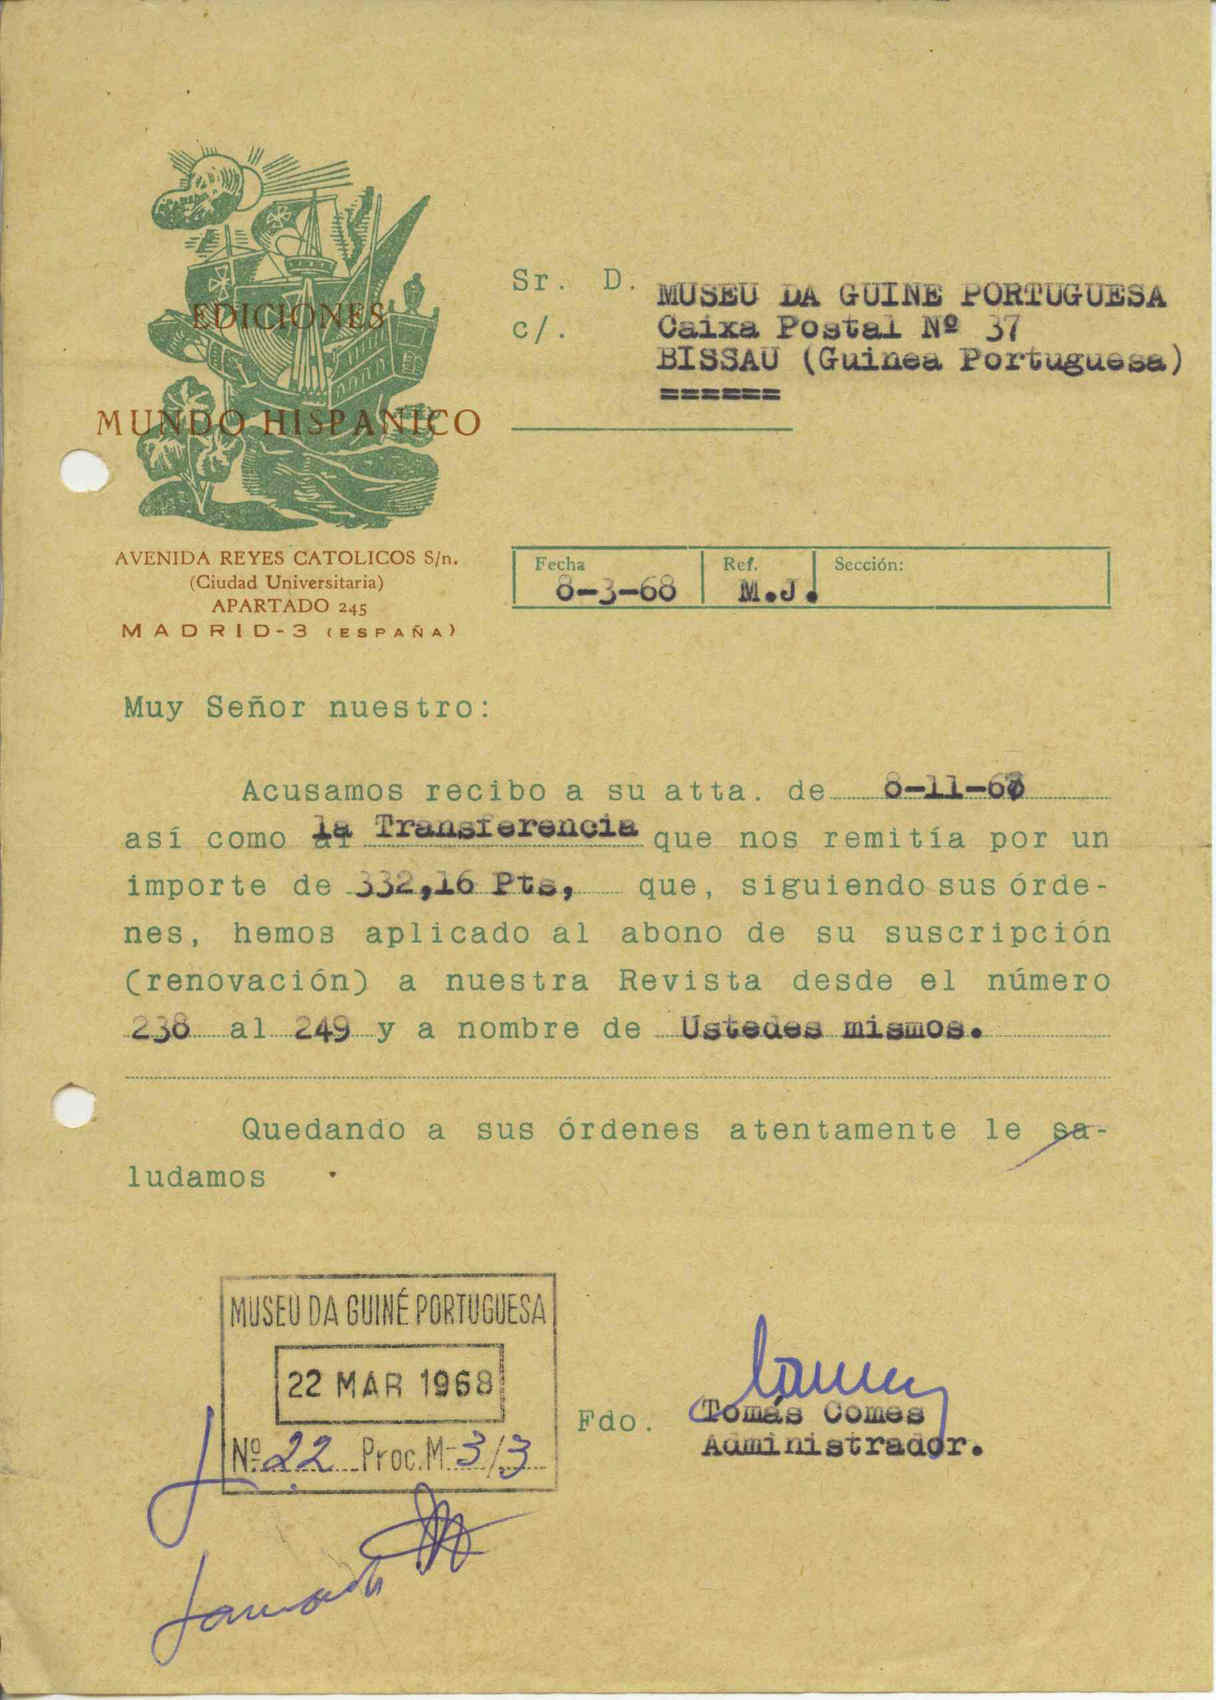 EDICIONES
MUNDO HISPANICO
AVENIDA REYES CATOLICOS S/n.
(Ciudad Universitaria)
APARTADO 245
MADRID-3 (ESPAÑA)
Sr. D. MUSEU DA GUINE PORTUGUESA
c/. Caixa Postal Nº 37
BISSAU (Guinea Portuguesa)
======
Fecha Ref. Sección:
8-3-68 M.J.
Muy Señor nuestro:
Acusamos recibo a su atta. de 8-11-67
así como la Transferencia que nos remitía por un
importe de 332,16 Pts, que, siguiendo sus órde-
nes, hemos aplicado al abono de su suscripción
(renovación) a nuestra Revista desde el número
238 al 249 y a nombre de Ustedes mismos.
Quedando a sus órdenes atentamente le sa-
ludamos
MUSEU DA GUINÉ PORTUGUESA
22 MAR 1968
Nº 22 Proc. M-3/3
Fdo. Tomás Comes
Administrador.